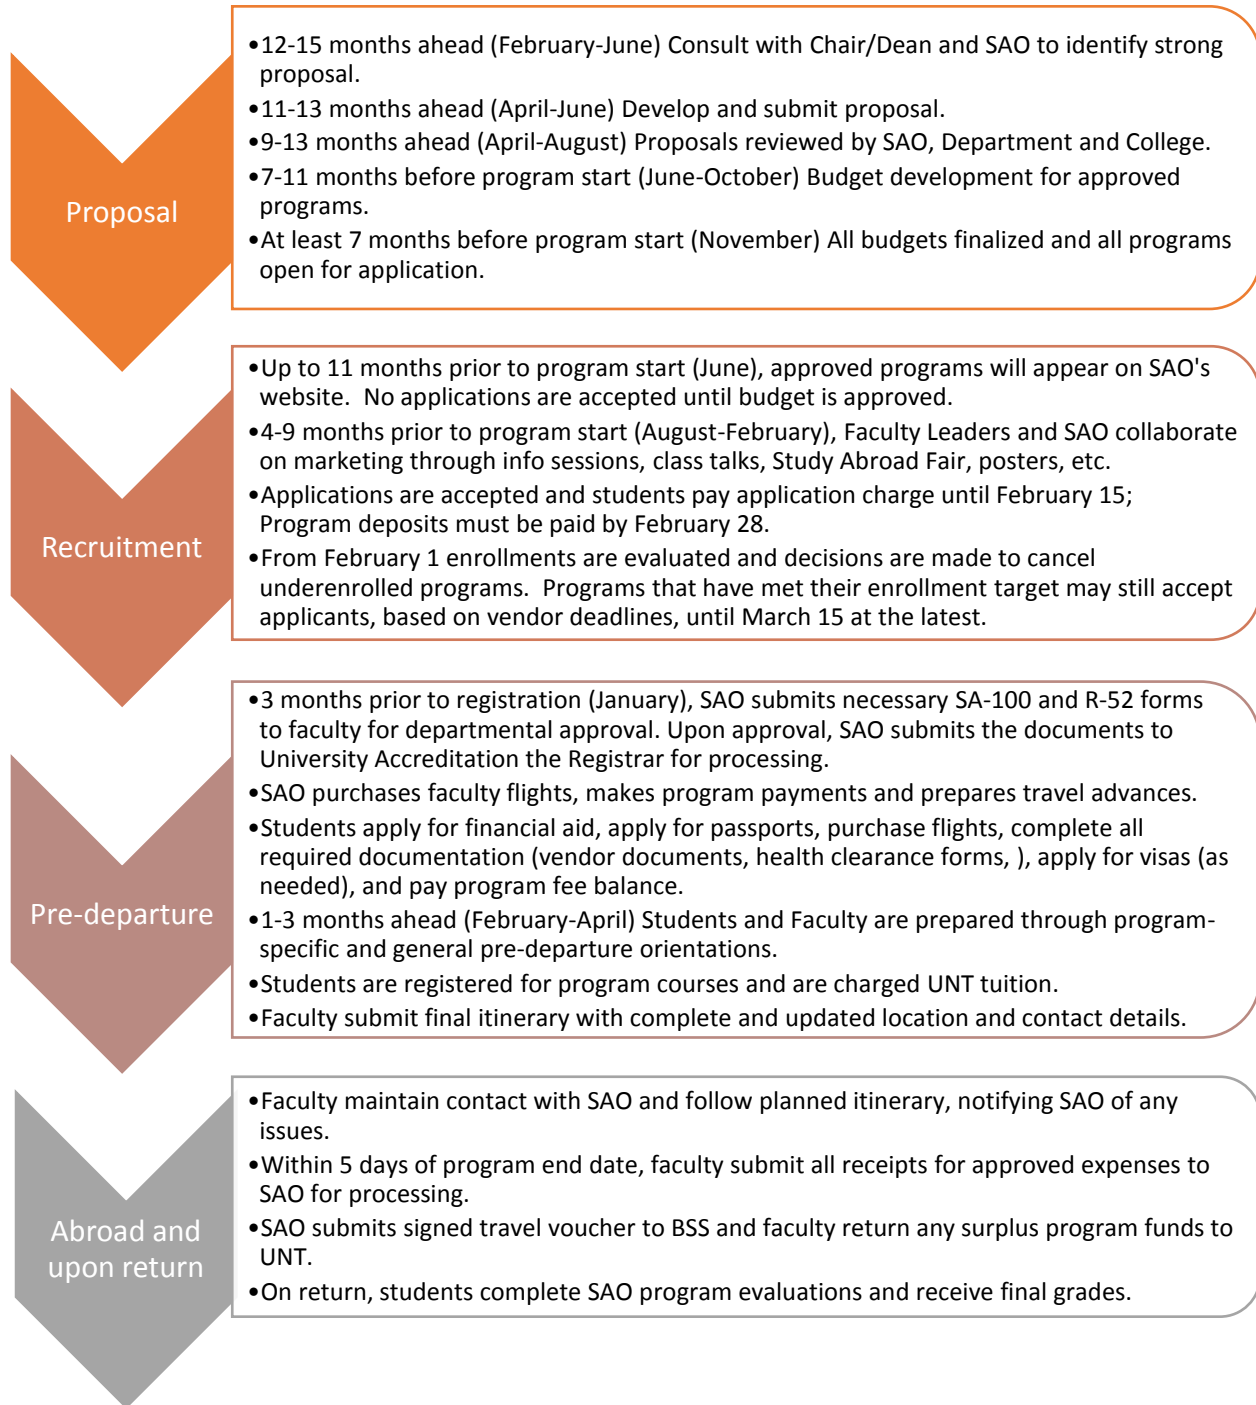 Proposal
•12-15 months ahead (February-June) Consult with Chair/Dean and SAO to identify strong
proposal.
•11-13 months ahead (April-June) Develop and submit proposal.
•9-13 months ahead (April-August) Proposals reviewed by SAO, Department and College.
•7-11 months before program start (June-October) Budget development for approved
programs.
•At least 7 months before program start (November) All budgets finalized and all programs
open for application.
Recruitment
•Up to 11 months prior to program start (June), approved programs will appear on SAO's
website.  No applications are accepted until budget is approved.
•4-9 months prior to program start (August-February), Faculty Leaders and SAO collaborate
on marketing through info sessions, class talks, Study Abroad Fair, posters, etc.
•Applications are accepted and students pay application charge until February 15;
Program deposits must be paid by February 28.
•From February 1 enrollments are evaluated and decisions are made to cancel
underenrolled programs.  Programs that have met their enrollment target may still accept
applicants, based on vendor deadlines, until March 15 at the latest.
Pre-departure
•3 months prior to registration (January), SAO submits necessary SA-100 and R-52 forms
to faculty for departmental approval. Upon approval, SAO submits the documents to
University Accreditation the Registrar for processing.
•SAO purchases faculty flights, makes program payments and prepares travel advances.
•Students apply for financial aid, apply for passports, purchase flights, complete all
required documentation (vendor documents, health clearance forms, ), apply for visas (as
needed), and pay program fee balance.
•1-3 months ahead (February-April) Students and Faculty are prepared through program-
specific and general pre-departure orientations.
•Students are registered for program courses and are charged UNT tuition.
•Faculty submit final itinerary with complete and updated location and contact details.
Abroad and
upon return
•Faculty maintain contact with SAO and follow planned itinerary, notifying SAO of any
issues.
•Within 5 days of program end date, faculty submit all receipts for approved expenses to
SAO for processing.
•SAO submits signed travel voucher to BSS and faculty return any surplus program funds to
UNT.
•On return, students complete SAO program evaluations and receive final grades.